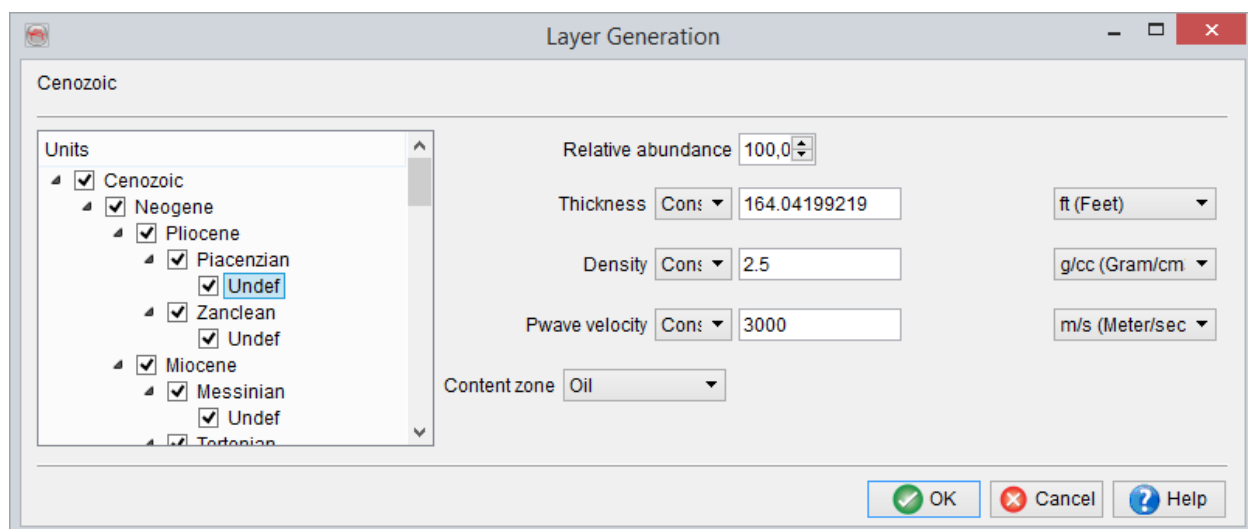 Layer Generation
Cenozoic
Units
Cenozoic
Neogene
Pliocene
Piacenzian
Undef
Zanclean
Undef
Miocene
Messinian
Undef
Tortonian
Relative abundance 100,0
Thickness Cons 164.04199219 ft (Feet)
Density Cons 2.5 g/cc (Gram/cm
Pwave velocity Cons 3000 m/s (Meter/sec
Content zone Oil
OK Cancel Help